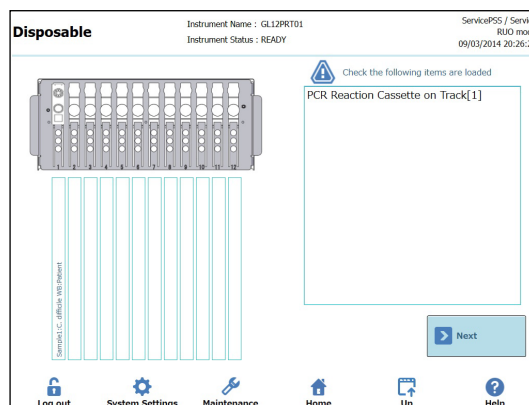 Disposable
Instrument Name : GL12PRT01
Instrument Status : READY
ServicePSS / Servi
RUO mod
09/03/2014 20:26:2
Check the following items are loaded
PCR Reaction Cassette on Track[1]
1 2 3 4 5 6 7 8 9 10 11 12
Sample1:C. difficile WB:Patient
Next
Log out
System Settings
Maintenance
Home
Up
Help